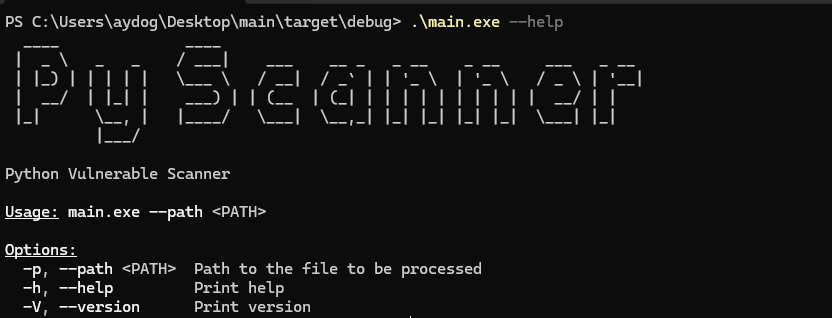 PS C:\Users\aydog\Desktop\main\target\debug> .\main.exe --help
Py Scanner
Python Vulnerable Scanner
Usage: main.exe --path <PATH>
Options:
-p, --path <PATH>  Path to the file to be processed
-h, --help         Print help
-V, --version      Print version